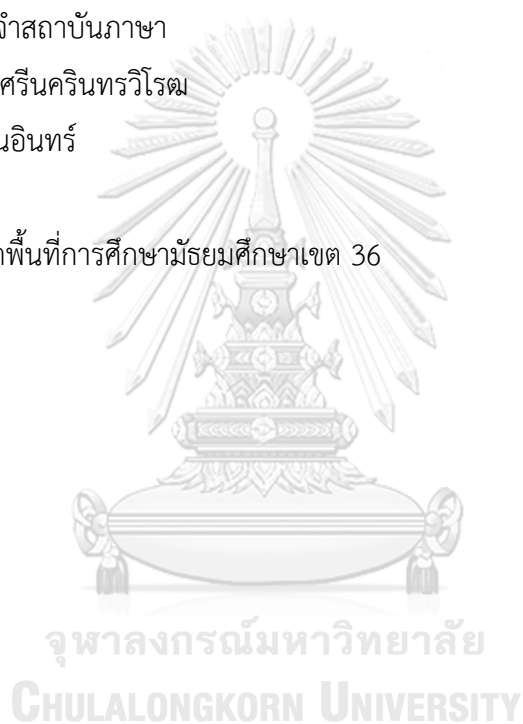 จำสถาบันภาษา
ศรีนครินทรวิโรฒ
นอินทร์
พื้นที่การศึกษามัธยมศึกษาเขต 36
จุฬาลงกรณ์มหาวิทยาลัย
CHULALONGKORN UNIVERSITY